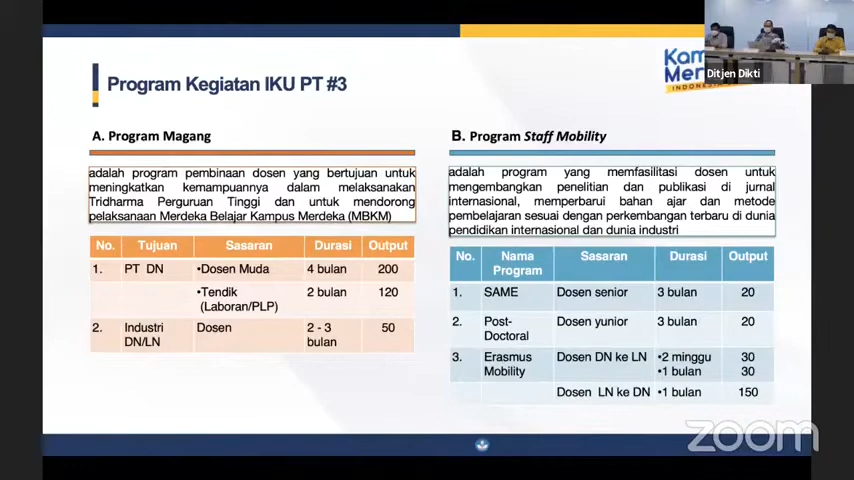 Program Kegiatan IKU PT #3
Kam
Mer
INDONESIA
Ditjen Dikti
A. Program Magang
adalah program pembinaan dosen yang bertujuan untuk
meningkatkan kemampuannya dalam melaksanakan
Tridharma Perguruan Tinggi dan untuk mendorong
pelaksanaan Merdeka Belajar Kampus Merdeka (MBKM)
No. Tujuan Sasaran Durasi Output
1. PT DN •Dosen Muda 4 bulan 200
•Tendik 2 bulan 120
(Laboran/PLP)
2. Industri Dosen 2 - 3 50
DN/LN bulan
B. Program Staff Mobility
adalah program yang memfasilitasi dosen untuk
mengembangkan penelitian dan publikasi di jurnal
internasional, memperbarui bahan ajar dan metode
pembelajaran sesuai dengan perkembangan terbaru di dunia
pendidikan internasional dan dunia industri
No. Nama Sasaran Durasi Output
Program
1. SAME Dosen senior 3 bulan 20
2. Post- Dosen yunior 3 bulan 20
Doctoral
3. Erasmus Dosen DN ke LN •2 minggu 30
Mobility •1 bulan 30
Dosen LN ke DN •1 bulan 150
zoom